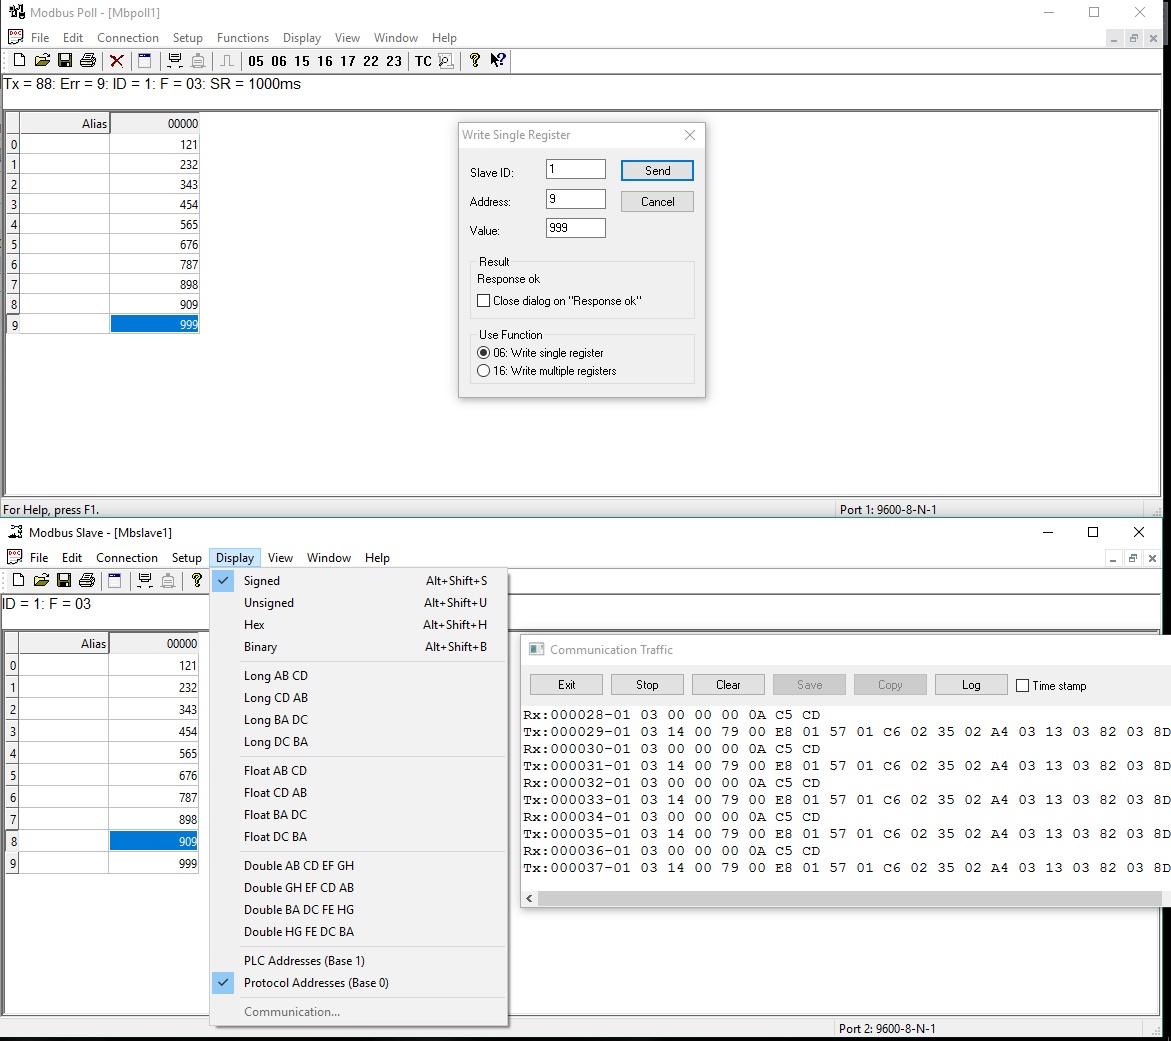 Modbus Poll - [Mbpoll1]
File Edit Connection Setup Functions Display View Window Help
05 06 15 16 17 22 23 TC
Tx = 88: Err = 9: ID = 1: F = 03: SR = 1000ms
Alias 00000
0 121
1 232
2 343
3 454
4 565
5 676
6 787
7 898
8 909
9 999
Write Single Register
Slave ID: 1 Send
Address: 9 Cancel
Value: 999
Result
Response ok
Close dialog on "Response ok"
Use Function
06: Write single register
16: Write multiple registers
For Help, press F1. Port 1: 9600-8-N-1
Modbus Slave - [Mbslave1]
File Edit Connection Setup Display View Window Help
ID = 1: F = 03
Alias 00000
0 121
1 232
2 343
3 454
4 565
5 676
6 787
7 898
8 909
9 999
Signed Alt+Shift+S
Unsigned Alt+Shift+U
Hex Alt+Shift+H
Binary Alt+Shift+B
Long AB CD
Long CD AB
Long BA DC
Long DC BA
Float AB CD
Float CD AB
Float BA DC
Float DC BA
Double AB CD EF GH
Double GH EF CD AB
Double BA DC FE HG
Double HG FE DC BA
PLC Addresses (Base 1)
Protocol Addresses (Base 0)
Communication...
Communication Traffic
Exit Stop Clear Save Copy Log Time stamp
Rx:000028-01 03 00 00 00 0A C5 CD
Tx:000029-01 03 14 00 79 00 E8 01 57 01 C6 02 35 02 A4 03 13 03 82 03 8D
Rx:000030-01 03 00 00 00 0A C5 CD
Tx:000031-01 03 14 00 79 00 E8 01 57 01 C6 02 35 02 A4 03 13 03 82 03 8D
Rx:000032-01 03 00 00 00 0A C5 CD
Tx:000033-01 03 14 00 79 00 E8 01 57 01 C6 02 35 02 A4 03 13 03 82 03 8D
Rx:000034-01 03 00 00 00 0A C5 CD
Tx:000035-01 03 14 00 79 00 E8 01 57 01 C6 02 35 02 A4 03 13 03 82 03 8D
Rx:000036-01 03 00 00 00 0A C5 CD
Tx:000037-01 03 14 00 79 00 E8 01 57 01 C6 02 35 02 A4 03 13 03 82 03 8D
Port 2: 9600-8-N-1